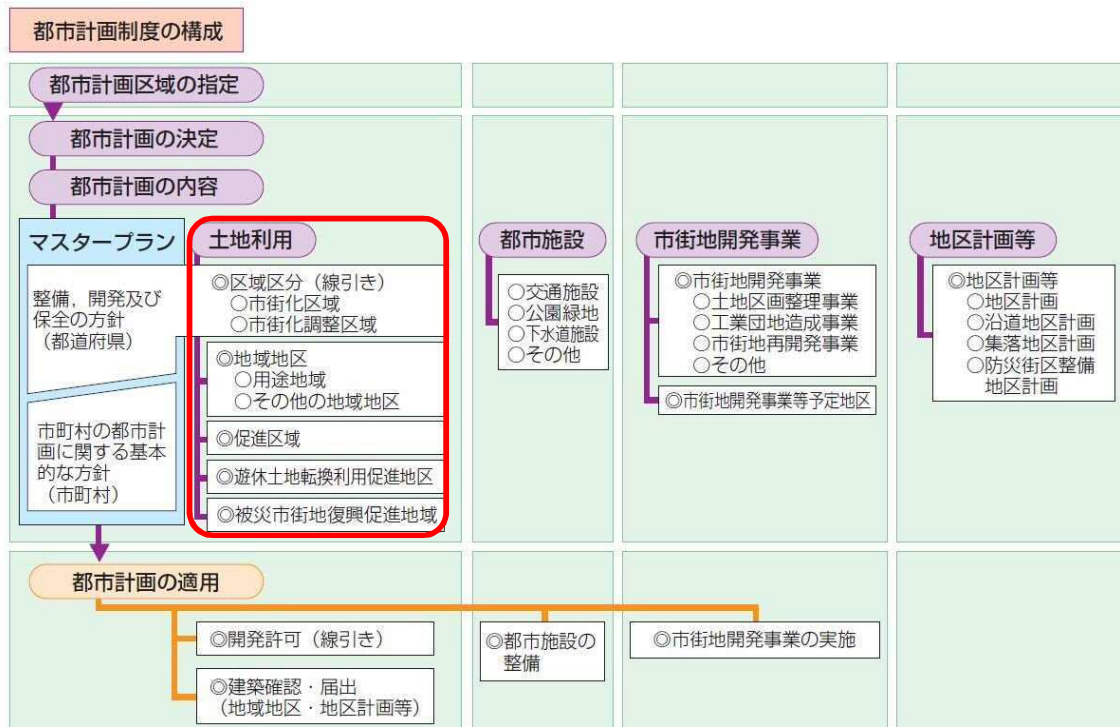 都市計画制度の構成
都市計画区域の指定
都市計画の決定
都市計画の内容
マスタープラン
整備，開発及び
保全の方針
（都道府県）
市町村の都市計
画に関する基本
的な方針
（市町村）
土地利用
◎区域区分（線引き）
○市街化区域
○市街化調整区域
◎地域地区
○用途地域
○その他の地域地区
◎促進区域
◎遊休土地転換利用促進地区
◎被災市街地復興促進地域
都市施設
○交通施設
○公園緑地
○下水道施設
○その他
市街地開発事業
◎市街地開発事業
○土地区画整理事業
○工業団地造成事業
○市街地再開発事業
○その他
◎市街地開発事業等予定地区
地区計画等
◎地区計画等
○地区計画
○沿道地区計画
○集落地区計画
○防災街区整備
地区計画
都市計画の適用
◎開発許可（線引き）
◎建築確認・届出
（地域地区・地区計画等）
◎都市施設の
整備
◎市街地開発事業の実施